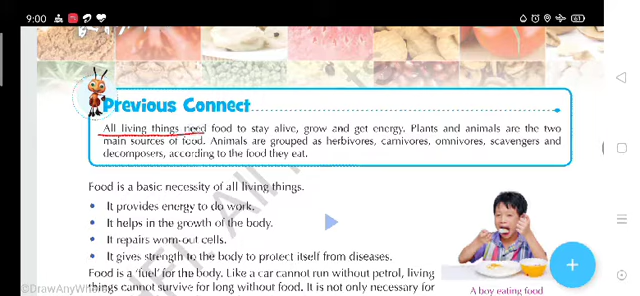 9:00
61
Previous Connect
All living things need food to stay alive, grow and get energy. Plants and animals are the two
main sources of food. Animals are grouped as herbivores, carnivores, omnivores, scavengers and
decomposers, according to the food they eat.
Food is a basic necessity of all living things.
• It provides energy to do work.
• It helps in the growth of the body.
• It repairs worn-out cells.
• It gives strength to the body to protect itself from diseases.
A boy eating food
Food is a 'fuel' for the body. Like a car cannot run without petrol, living
things cannot survive for long without food. It is not only necessary for
©DrawAnyWhere